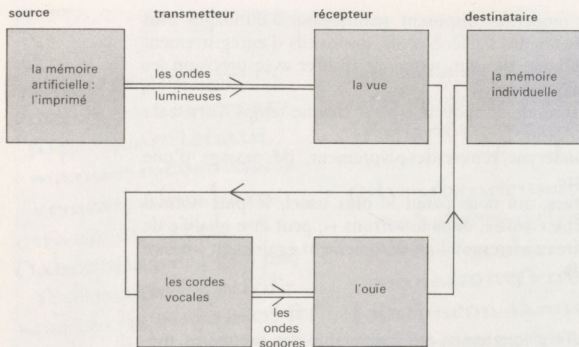 source
transmetteur
récepteur
destinataire
la mémoire
artificielle :
l'imprimé
les ondes
lumineuses
la vue
la mémoire
individuelle
les cordes
vocales
les
ondes
sonores
l'ouïe